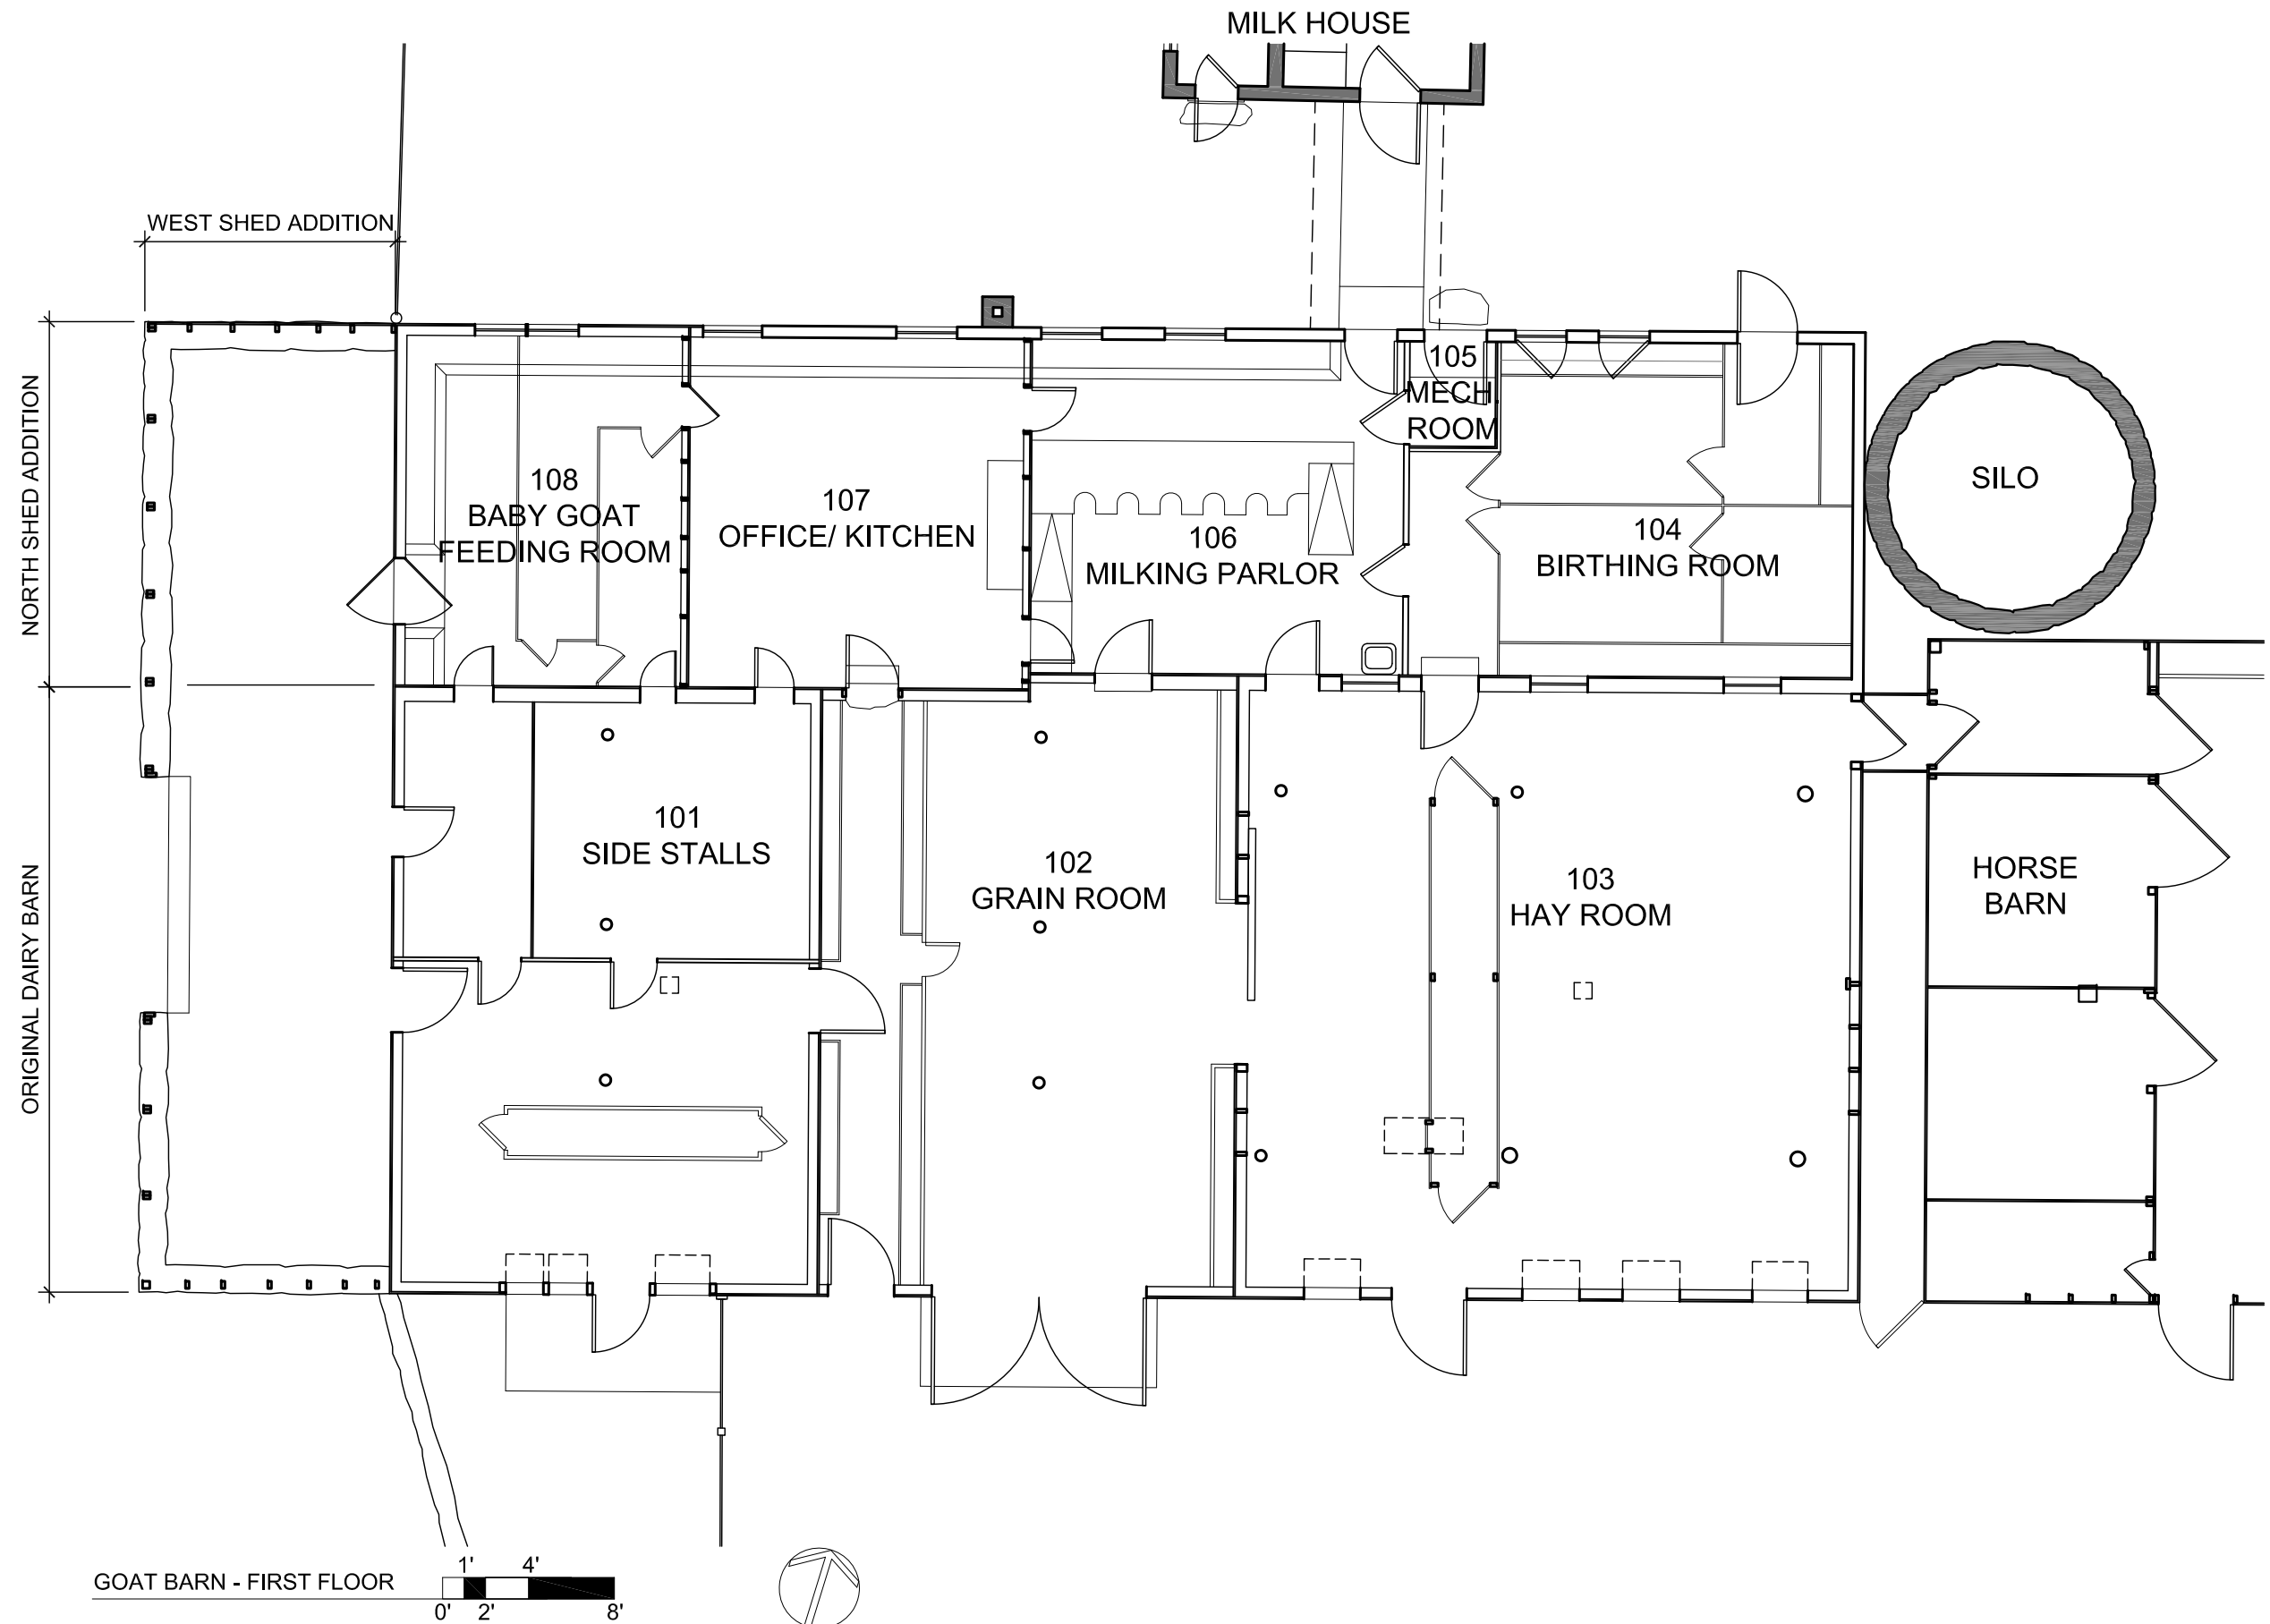 MILK HOUSE
WEST SHED ADDITION
NORTH SHED ADDITION
ORIGINAL DAIRY BARN
105
MECH
ROOM
108
BABY GOAT
FEEDING ROOM
107
OFFICE/ KITCHEN
106
MILKING PARLOR
104
BIRTHING ROOM
SILO
101
SIDE STALLS
102
GRAIN ROOM
103
HAY ROOM
HORSE
BARN
GOAT BARN - FIRST FLOOR
1' 4'
0' 2' 8'